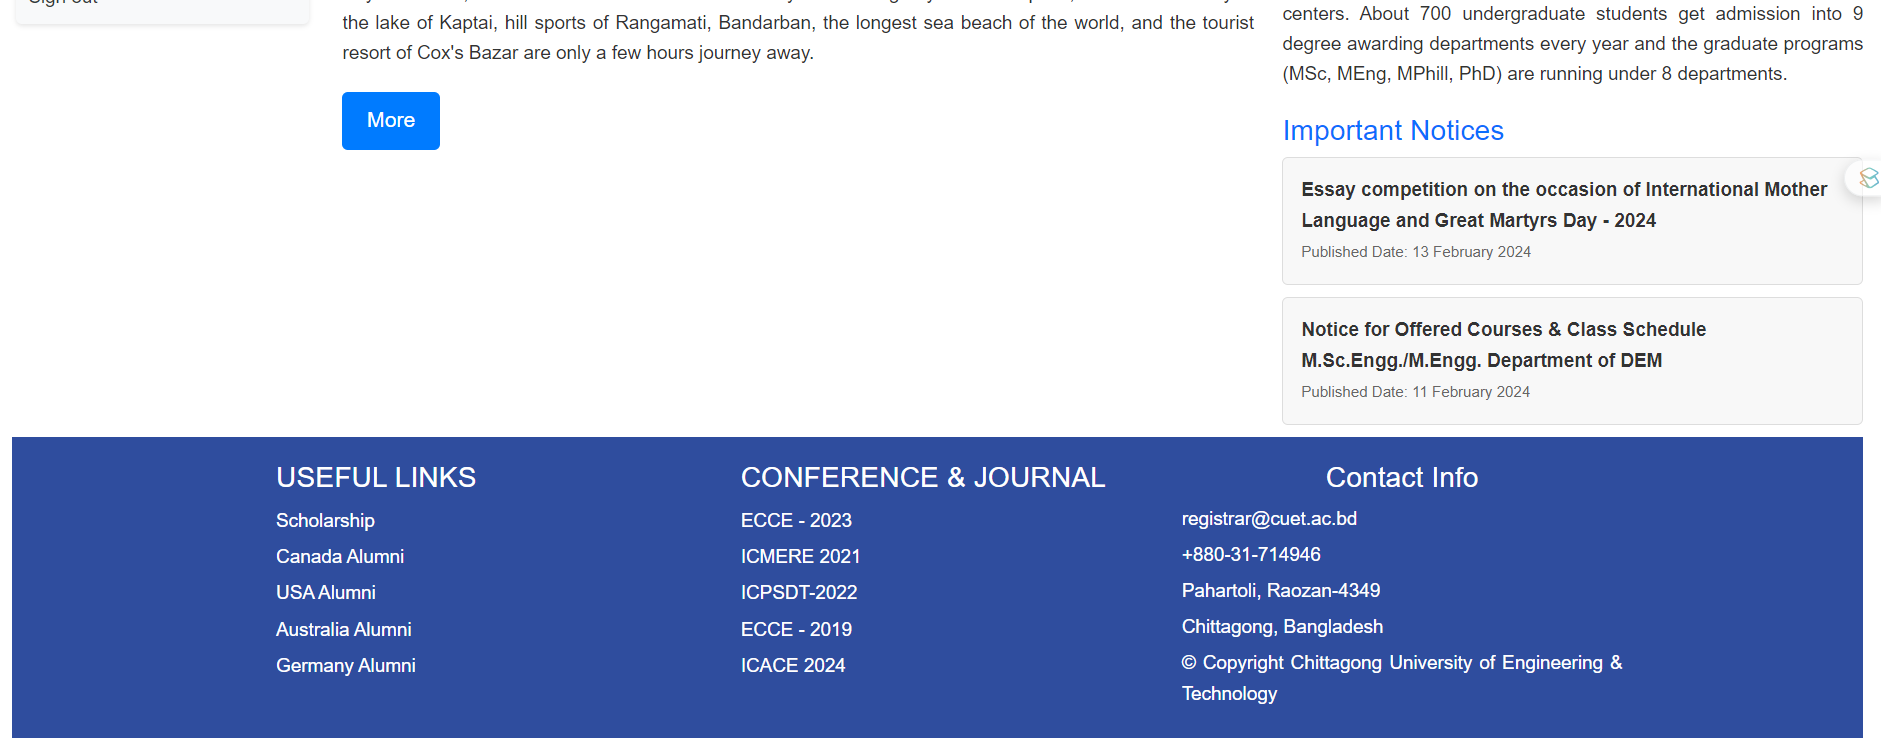 the lake of Kaptai, hill sports of Rangamati, Bandarban, the longest sea beach of the world, and the tourist
resort of Cox's Bazar are only a few hours journey away.
More
centers. About 700 undergraduate students get admission into 9
degree awarding departments every year and the graduate programs
(MSc, MEng, MPhill, PhD) are running under 8 departments.
Important Notices
Essay competition on the occasion of International Mother
Language and Great Martyrs Day - 2024
Published Date: 13 February 2024
Notice for Offered Courses & Class Schedule
M.Sc.Engg./M.Engg. Department of DEM
Published Date: 11 February 2024
USEFUL LINKS
Scholarship
Canada Alumni
USA Alumni
Australia Alumni
Germany Alumni
CONFERENCE & JOURNAL
ECCE - 2023
ICMERE 2021
ICPSDT-2022
ECCE - 2019
ICACE 2024
Contact Info
registrar@cuet.ac.bd
+880-31-714946
Pahartoli, Raozan-4349
Chittagong, Bangladesh
© Copyright Chittagong University of Engineering &
Technology